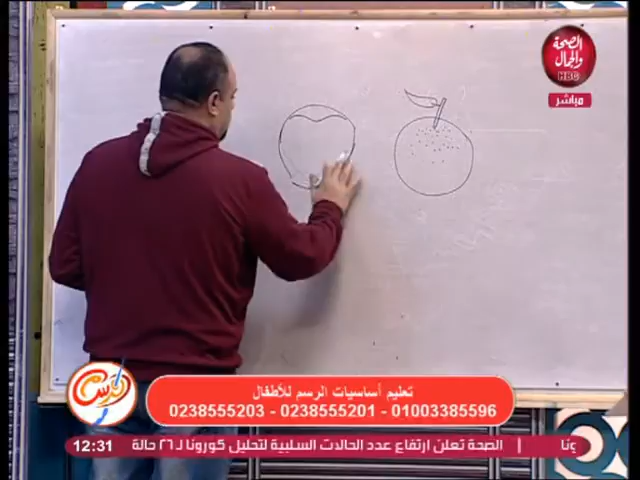 الصحة
والجمال
HBG
مباشر
تعليم أساسيات الرسم للأطفال
0238555203 - 0238555201 - 01003385596
12:31
الصحة تعلن ارتفاع عدد الحالات السلبية لتحليل كورونا لـ ٢٦ حالة